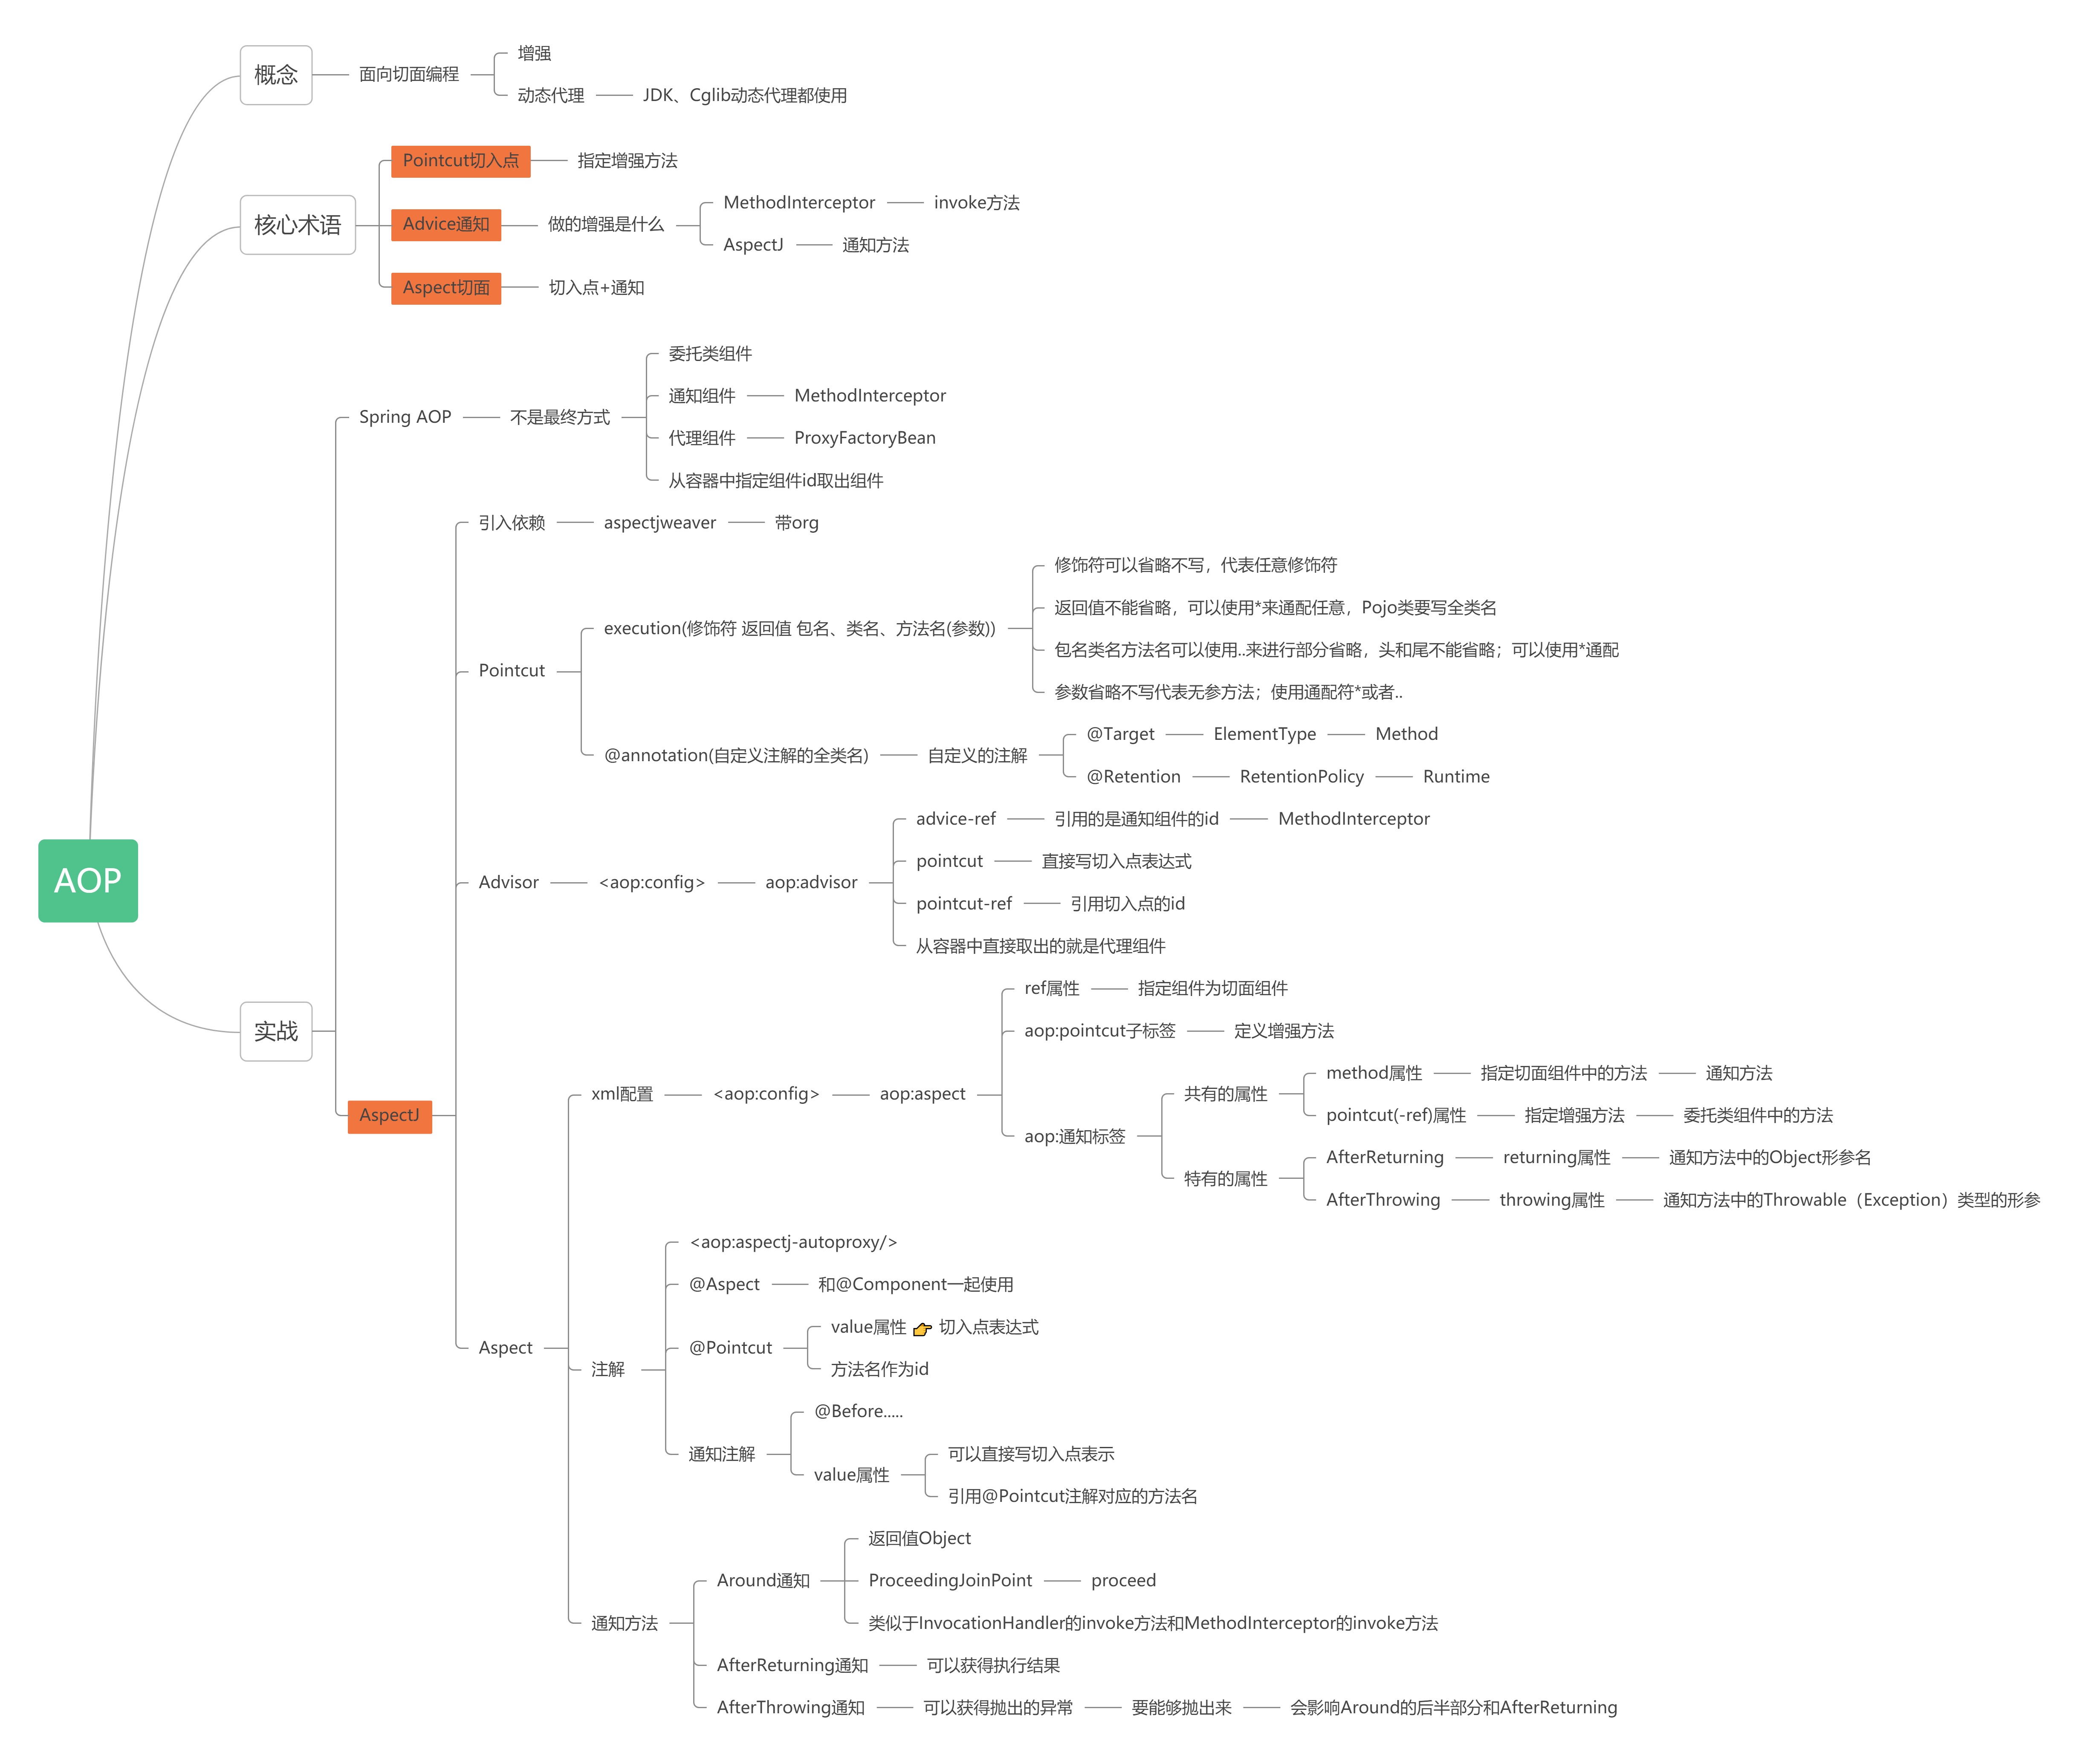 AOP
概念
面向切面编程
增强
动态代理
JDK、Cglib动态代理都使用
核心术语
Pointcut切入点
指定增强方法
Advice通知
做的增强是什么
MethodInterceptor
invoke方法
AspectJ
通知方法
Aspect切面
切入点+通知
实战
Spring AOP
不是最终方式
委托类组件
通知组件
MethodInterceptor
代理组件
ProxyFactoryBean
从容器中指定组件id取出组件
AspectJ
引入依赖
aspectjweaver
带org
Pointcut
execution(修饰符 返回值 包名、类名、方法名(参数))
修饰符可以省略不写，代表任意修饰符
返回值不能省略，可以使用*来通配任意，Pojo类要写全类名
包名类名方法名可以使用..来进行部分省略，头和尾不能省略；可以使用*通配
参数省略不写代表无参方法；使用通配符*或者..
@annotation(自定义注解的全类名)
自定义的注解
@Target
ElementType
Method
@Retention
RetentionPolicy
Runtime
Advisor
<aop:config>
aop:advisor
advice-ref
引用的是通知组件的id
MethodInterceptor
pointcut
直接写切入点表达式
pointcut-ref
引用切入点的id
从容器中直接取出的就是代理组件
Aspect
xml配置
<aop:config>
aop:aspect
ref属性
指定组件为切面组件
aop:pointcut子标签
定义增强方法
aop:通知标签
共有的属性
method属性
指定切面组件中的方法
通知方法
pointcut(-ref)属性
指定增强方法
委托类组件中的方法
特有的属性
AfterReturning
returning属性
通知方法中的Object形参名
AfterThrowing
throwing属性
通知方法中的Throwable（Exception）类型的形参
注解
<aop:aspectj-autoproxy/>
@Aspect
和@Component一起使用
@Pointcut
value属性 👉 切入点表达式
方法名作为id
通知注解
@Before.....
value属性
可以直接写切入点表示
引用@Pointcut注解对应的方法名
通知方法
Around通知
返回值Object
ProceedingJoinPoint
proceed
类似于InvocationHandler的invoke方法和MethodInterceptor的invoke方法
AfterReturning通知
可以获得执行结果
AfterThrowing通知
可以获得抛出的异常
要能够抛出来
会影响Around的后半部分和AfterReturning